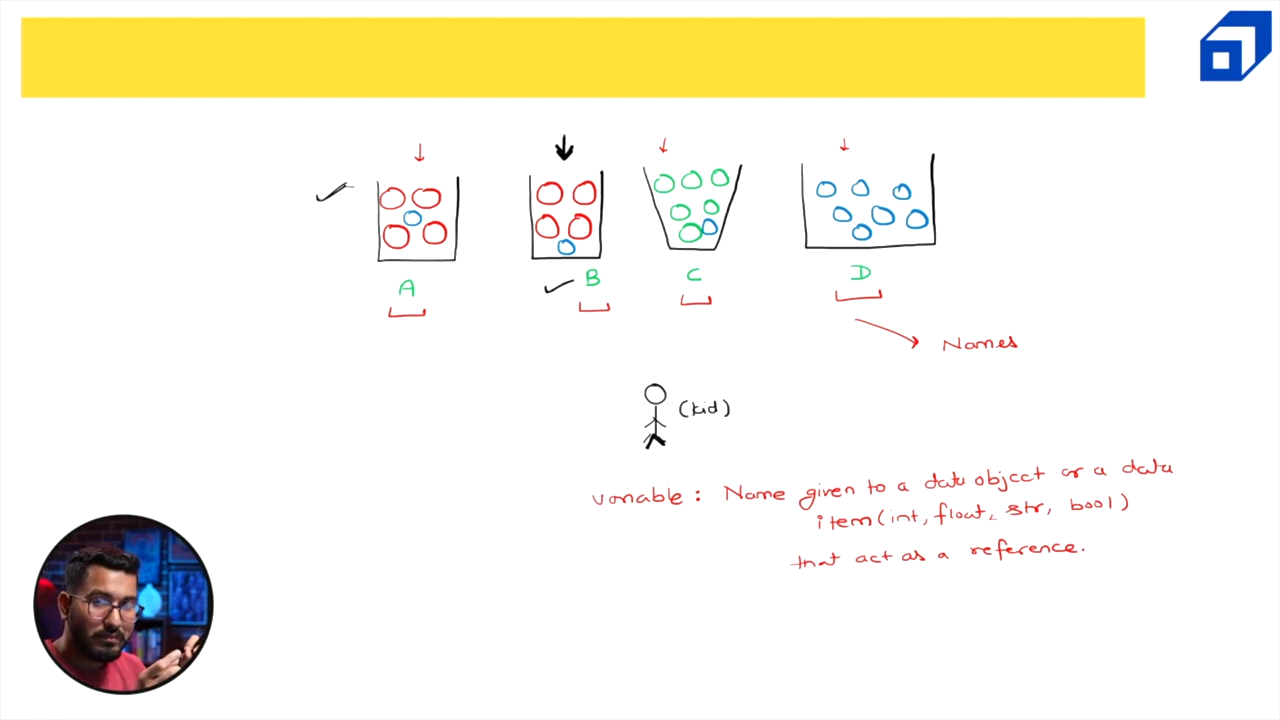 A
B
C
D
Names
(kid)
variable: Name given to a data object or a data
item(int, float, str, bool)
that act as a reference.